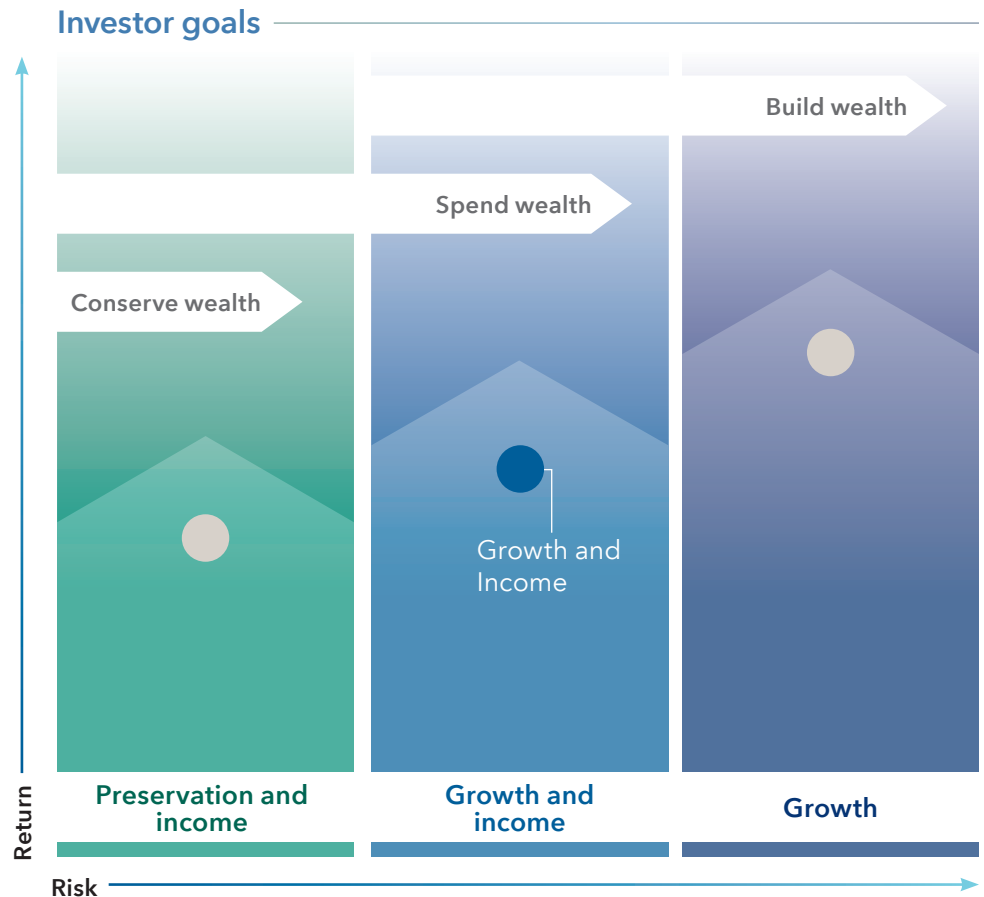 Investor goals
Build wealth
Spend wealth
Conserve wealth
Growth and
Income
Return
Preservation and
income
Growth and
income
Growth
Risk